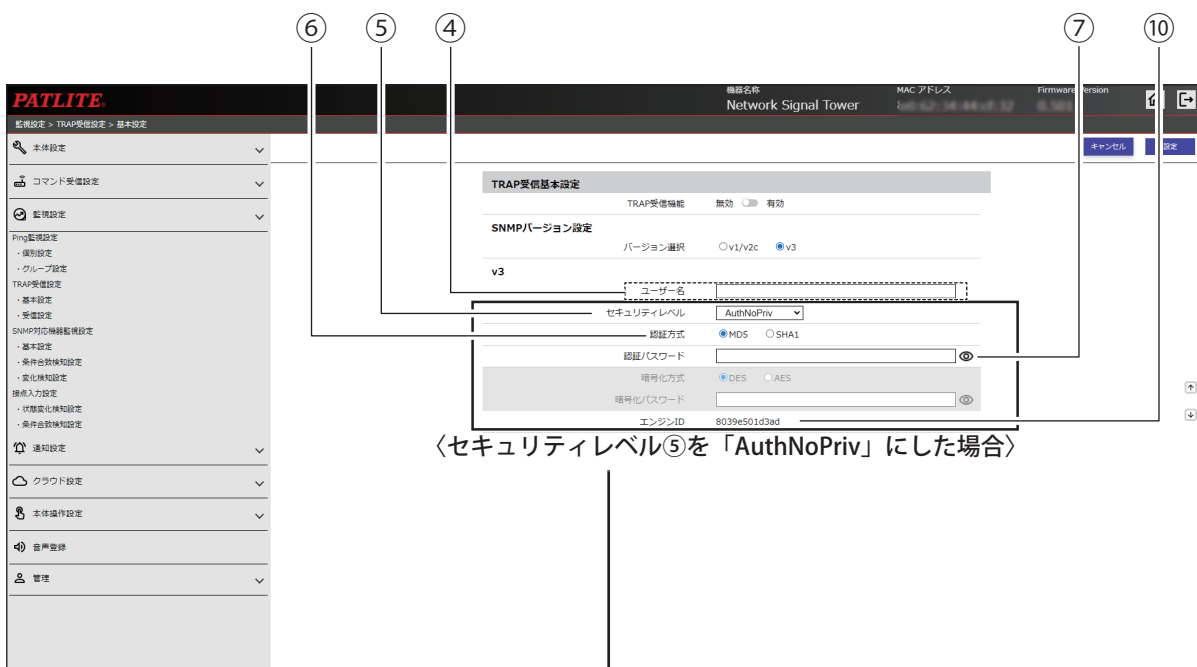 ⑥ ⑤ ④ ⑦ ⑩
PATLITE®
機器名称
Network Signal Tower
MAC アドレス
Firmware Version
監視設定 > TRAP受信設定 > 基本設定
キャンセル
設定
本体設定
コマンド受信設定
監視設定
Ping監視設定
・個別設定
・グループ設定
TRAP受信設定
・基本設定
・受信設定
SNMP対応機器監視設定
・基本設定
・条件合致検知設定
・変化検知設定
接点入力設定
・状態変化検知設定
・条件合致検知設定
通知設定
クラウド設定
本体操作設定
音声登録
管理
TRAP受信基本設定
TRAP受信機能 無効 有効
SNMPバージョン設定
バージョン選択 v1/v2c v3
v3
ユーザー名
セキュリティレベル AuthNoPriv
認証方式 MD5 SHA1
認証パスワード
暗号化方式 DES AES
暗号化パスワード
エンジンID 8039e501d3ad
〈セキュリティレベル⑤を「AuthNoPriv」にした場合〉